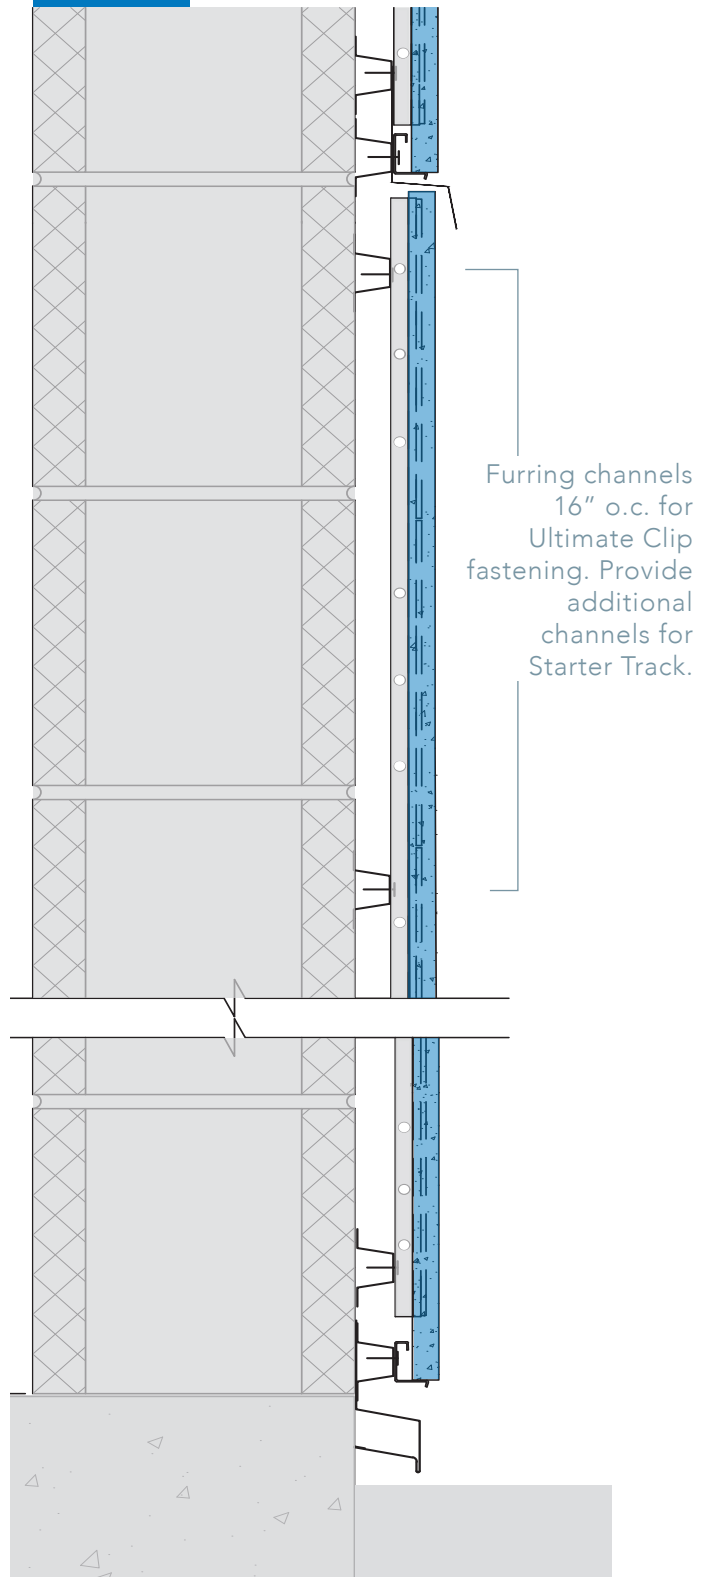 Furring channels
16” o.c. for
Ultimate Clip
fastening. Provide
additional
channels for
Starter Track.